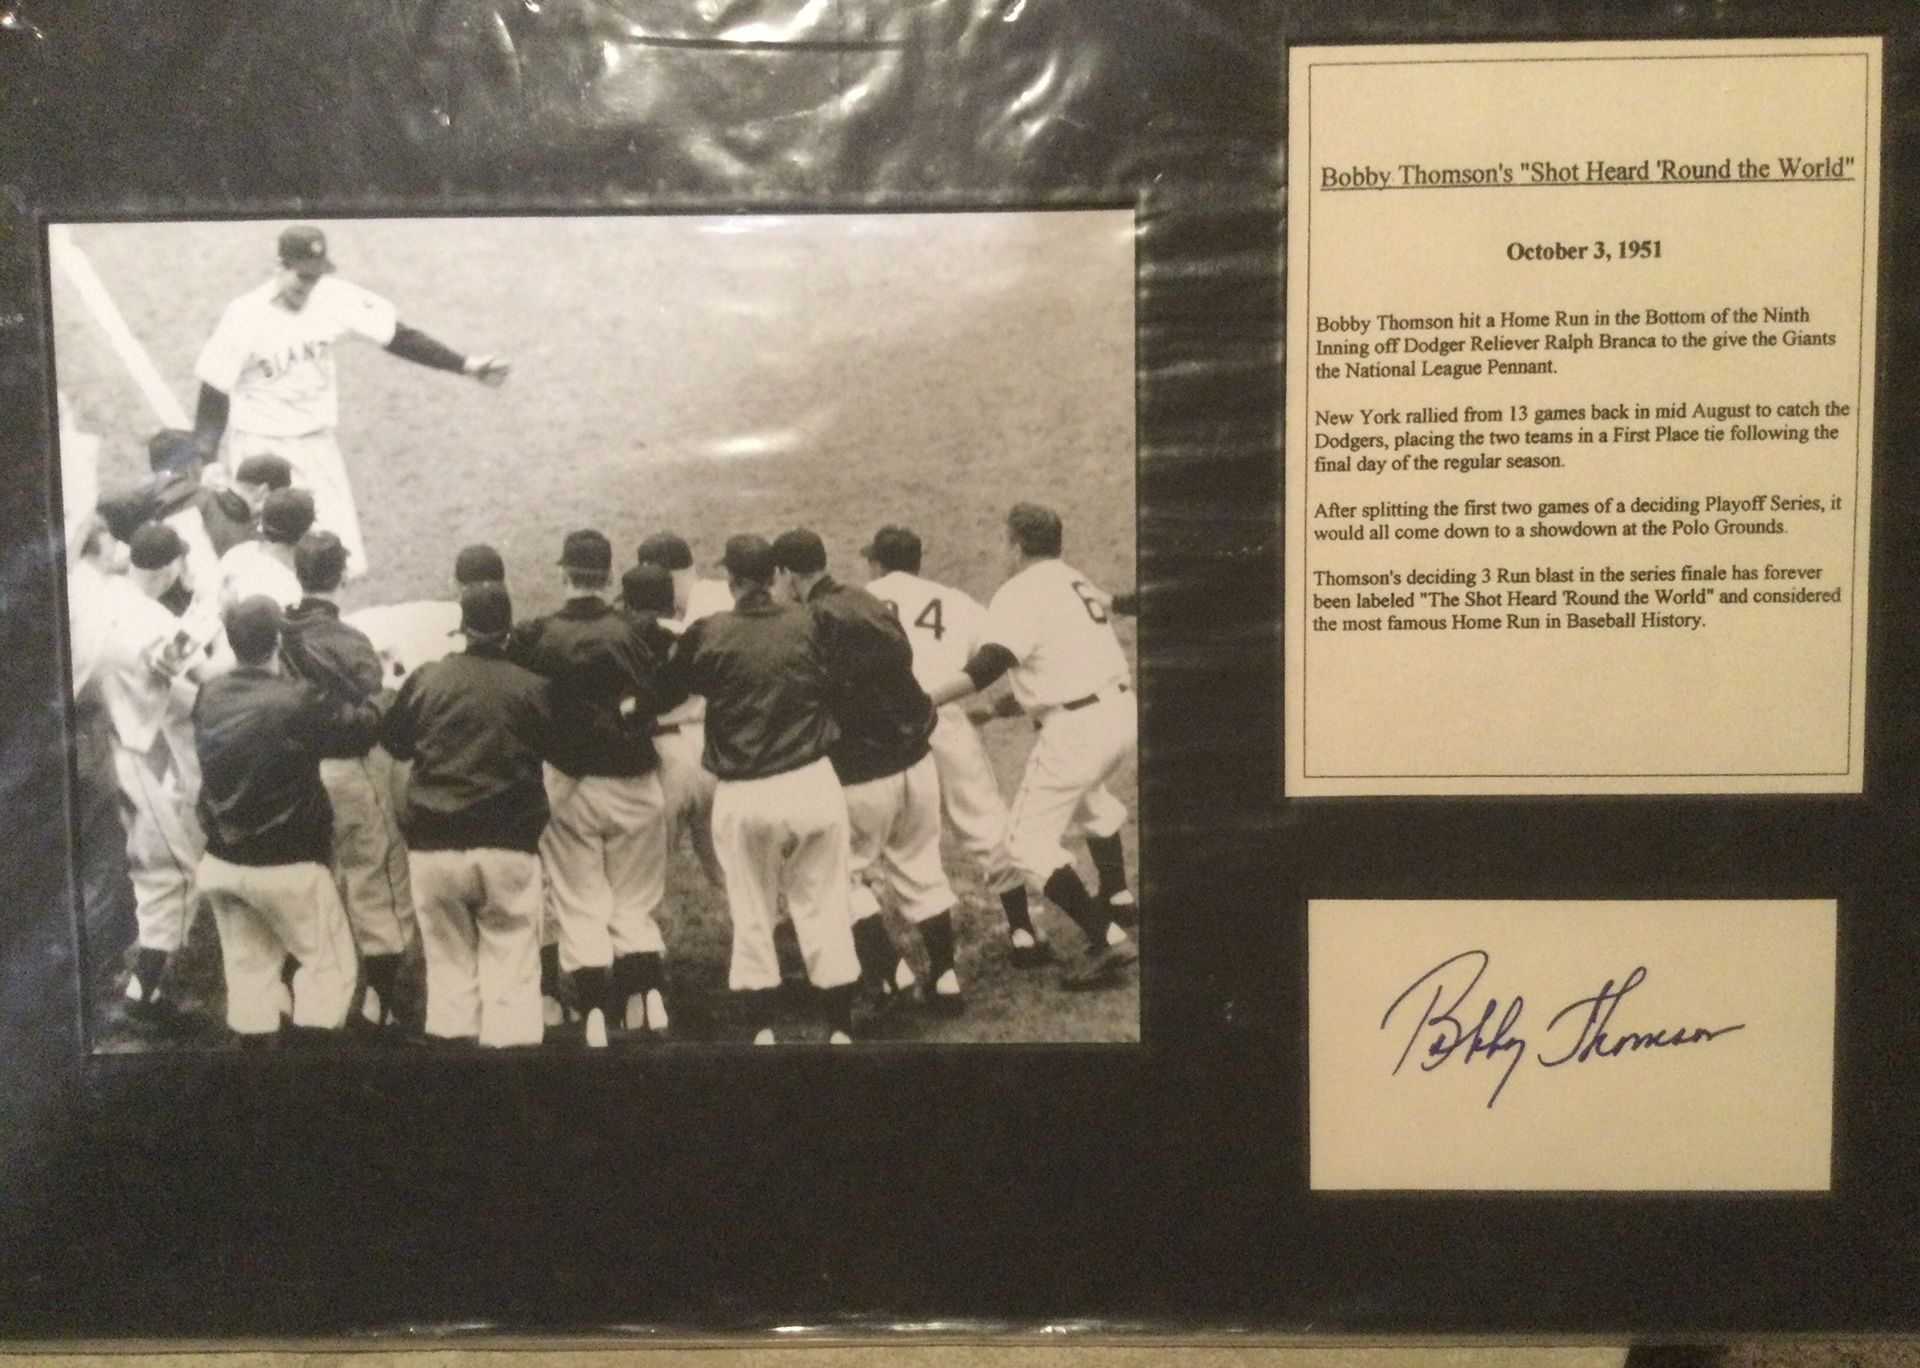 Bobby Thomson's "Shot Heard 'Round the World"
October 3, 1951
Bobby Thomson hit a Home Run in the Bottom of the Ninth
Inning off Dodger Reliever Ralph Branca to the give the Giants
the National League Pennant.
New York rallied from 13 games back in mid August to catch the
Dodgers, placing the two teams in a First Place tie following the
final day of the regular season.
After splitting the first two games of a deciding Playoff Series, it
would all come down to a showdown at the Polo Grounds.
Thomson's deciding 3 Run blast in the series finale has forever
been labeled "The Shot Heard 'Round the World" and considered
the most famous Home Run in Baseball History.
GIANT
4
6
Bobby Thomson